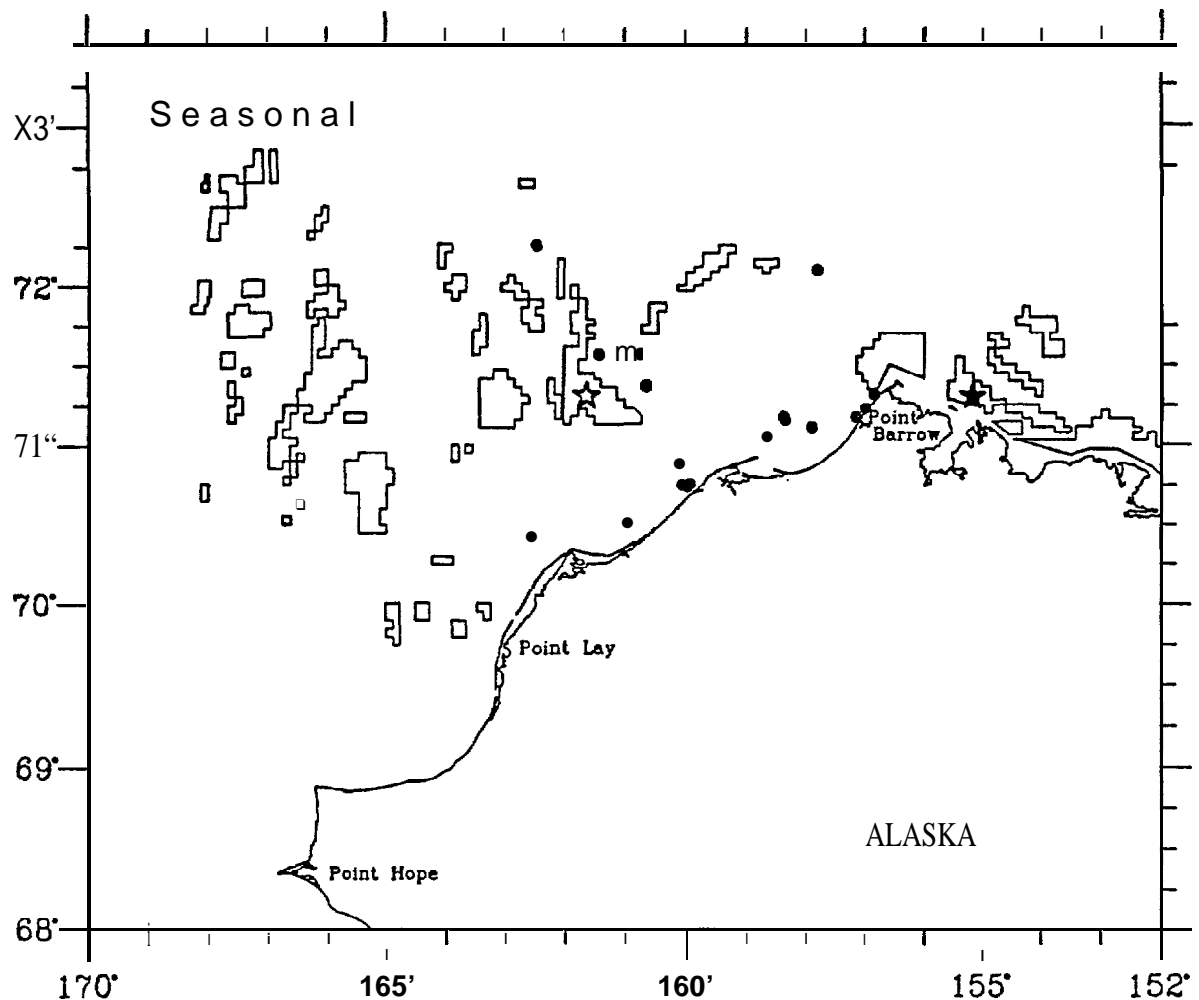 Seasonal
X3'
72°
m
71“
Point
Barrow
70°
Point Lay
69°
ALASKA
Point Hope
68°
170° 165' 160' 155° 152°